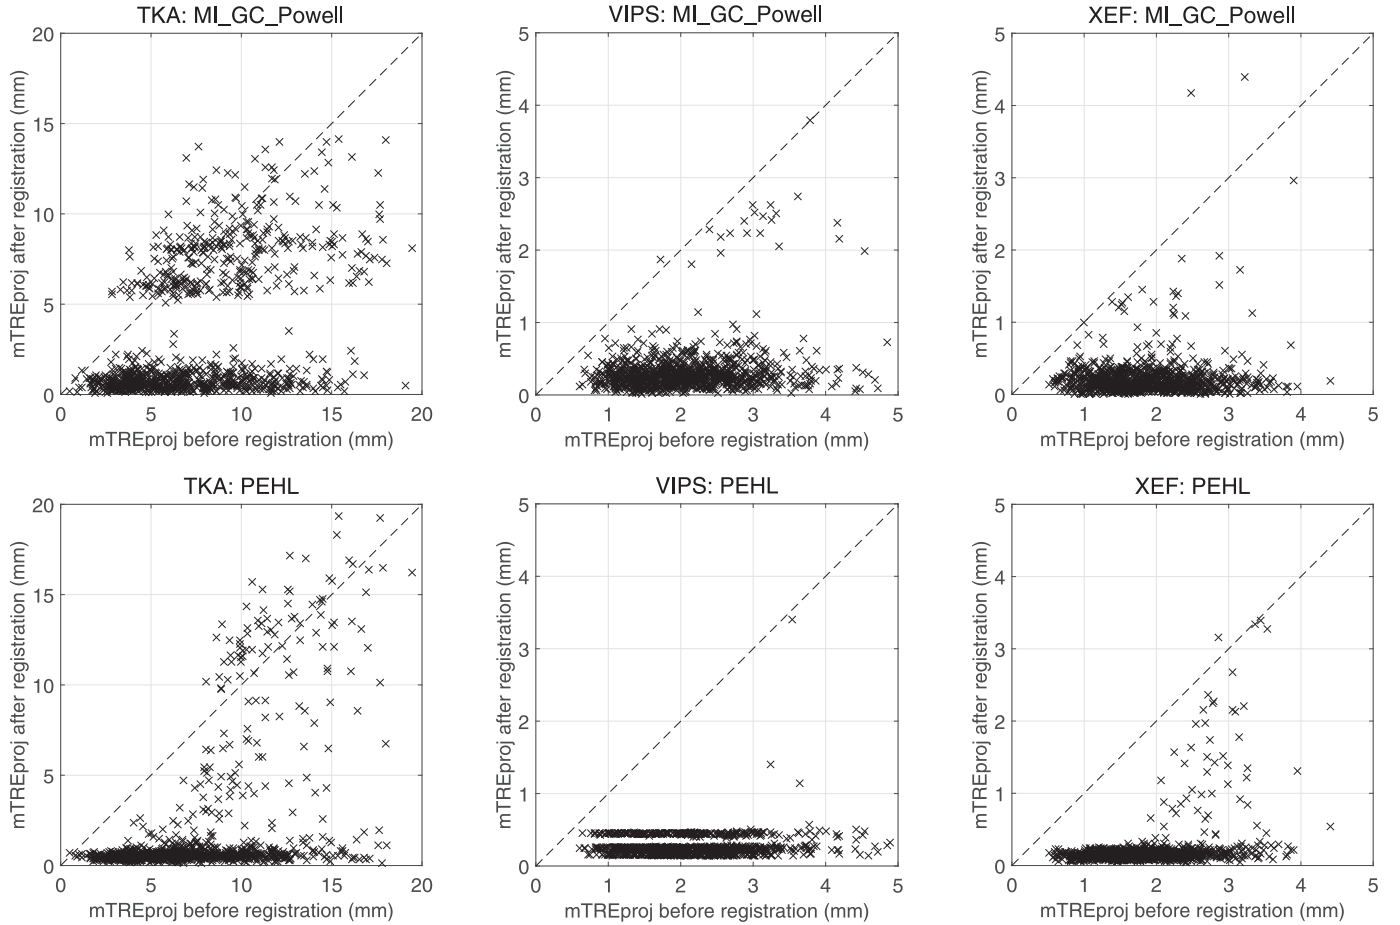 TKA: MI_GC_Powell
20
15
10
5
0
0 5 10 15 20
mTREproj before registration (mm)
mTREproj after registration (mm)
VIPS: MI_GC_Powell
5
4
3
2
1
0
0 1 2 3 4 5
mTREproj before registration (mm)
mTREproj after registration (mm)
XEF: MI_GC_Powell
5
4
3
2
1
0
0 1 2 3 4 5
mTREproj before registration (mm)
mTREproj after registration (mm)
TKA: PEHL
20
15
10
5
0
0 5 10 15 20
mTREproj before registration (mm)
mTREproj after registration (mm)
VIPS: PEHL
5
4
3
2
1
0
0 1 2 3 4 5
mTREproj before registration (mm)
mTREproj after registration (mm)
XEF: PEHL
5
4
3
2
1
0
0 1 2 3 4 5
mTREproj before registration (mm)
mTREproj after registration (mm)